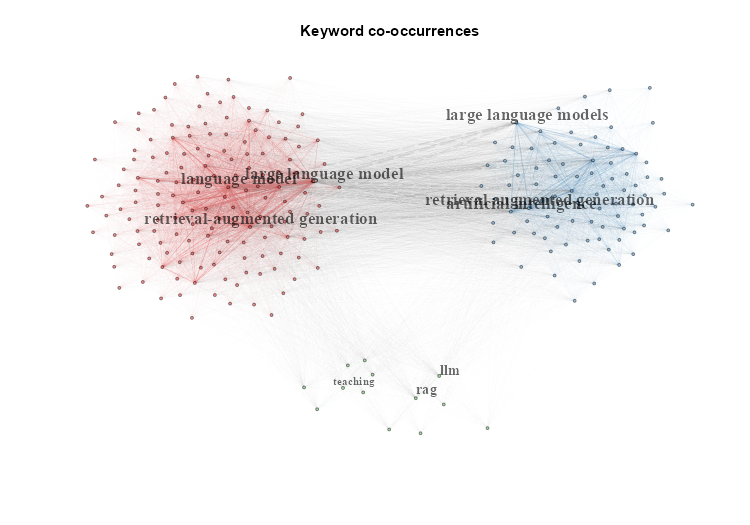 Keyword co-occurrences
large language models
large language model
language model
retrieval augmented generation
artificial intelligence
retrieval-augmented generation
llm
teaching
rag